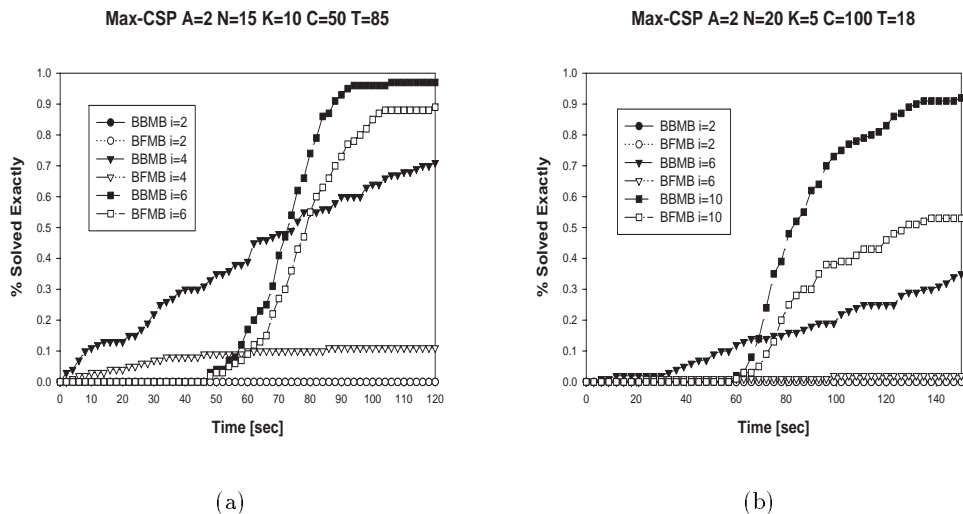 Max-CSP A=2 N=15 K=10 C=50 T=85
% Solved Exactly
1.0
0.9
0.8
0.7
0.6
0.5
0.4
0.3
0.2
0.1
0.0
BBMB i=2
BFMB i=2
BBMB i=4
BFMB i=4
BBMB i=6
BFMB i=6
0 10 20 30 40 50 60 70 80 90 100 110 120
Time [sec]
(a)
Max-CSP A=2 N=20 K=5 C=100 T=18
% Solved Exactly
1.0
0.9
0.8
0.7
0.6
0.5
0.4
0.3
0.2
0.1
0.0
BBMB i=2
BFMB i=2
BBMB i=6
BFMB i=6
BBMB i=10
BFMB i=10
0 20 40 60 80 100 120 140
Time [sec]
(b)